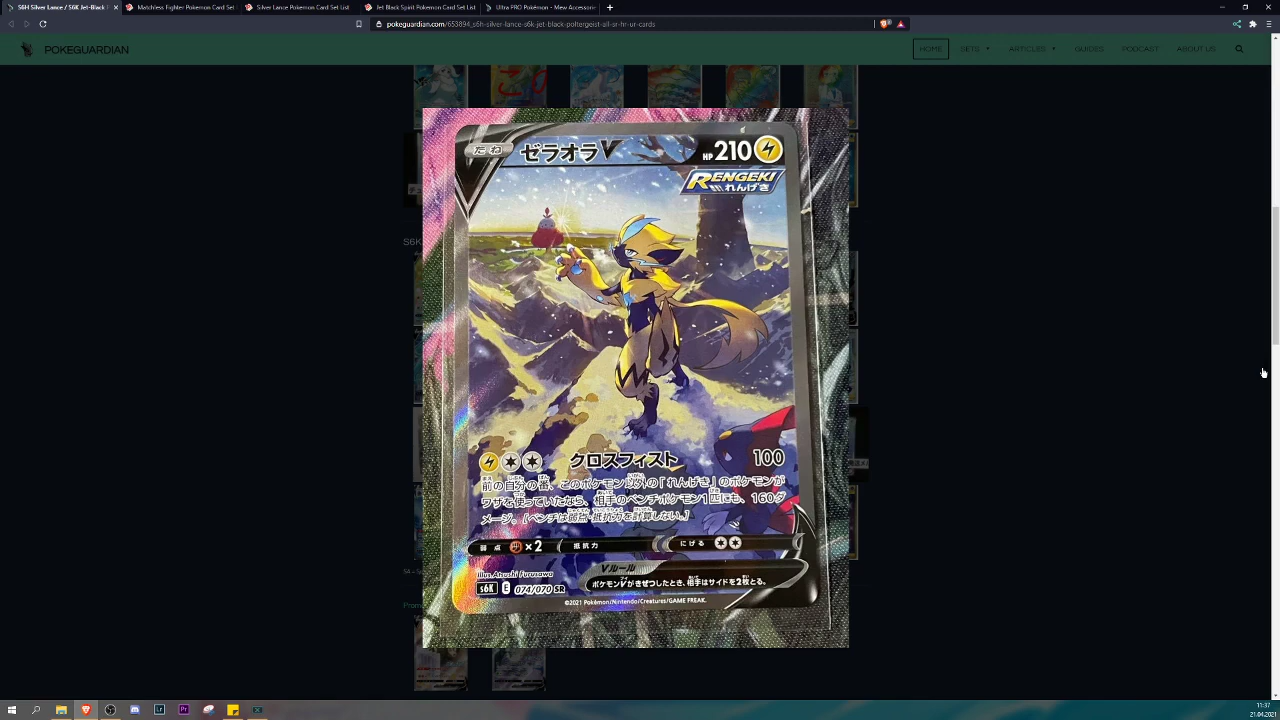 S6H Silver Lance / S6K Jet-Black P
Matchless Fighter Pokemon Card Set
Silver Lance Pokemon Card Set List
Jet Black Spirit Pokemon Card Set List
Ultra PRO Pokémon - Mew Accessori
pokeguardian.com/653894_s6h-silver-lance-s6k-jet-black-poltergeist-all-sr-hr-ur-cards
POKEGUARDIAN
HOME
SETS
ARTICLES
GUIDES
PODCAST
ABOUT US
たね
ゼラオラV
HP 210
RENGEKI
れんげき
S6K
クロスフィスト 100
前の自分の番、このポケモン以外の「れんげき」のポケモンが
ワザを使っていたなら、相手のベンチポケモン1匹にも、160ダ
メージ。[ベンチは弱点・抵抗力を計算しない。]
弱点 ×2 抵抗力 にげる
Vルール
ポケモンVがきぜつしたとき、相手はサイドを2枚とる。
Illus. Atsushi Furusawa
s6K E 074/070 SR
©2021 Pokémon/Nintendo/Creatures/GAME FREAK.
Prom
11:37
21.04.2021